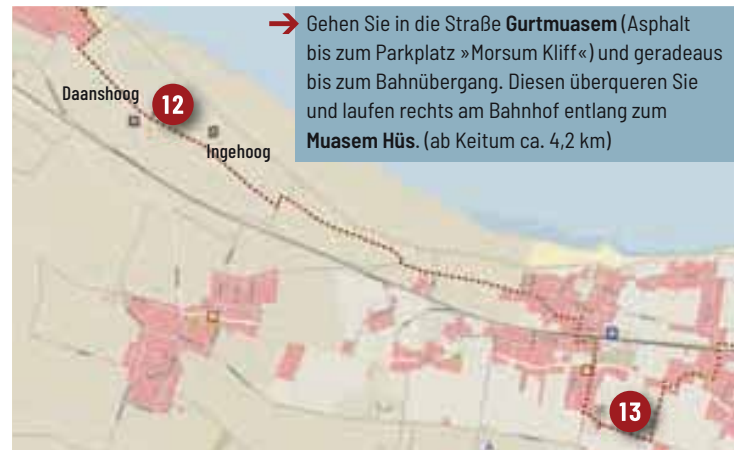 Gehen Sie in die Straße Gurtmuasem (Asphalt
bis zum Parkplatz »Morsum Kliff«) und geradeaus
bis zum Bahnübergang. Diesen überqueren Sie
und laufen rechts am Bahnhof entlang zum
Muasem Hüs. (ab Keitum ca. 4,2 km)
Daanshoog
12
Ingehoog
13